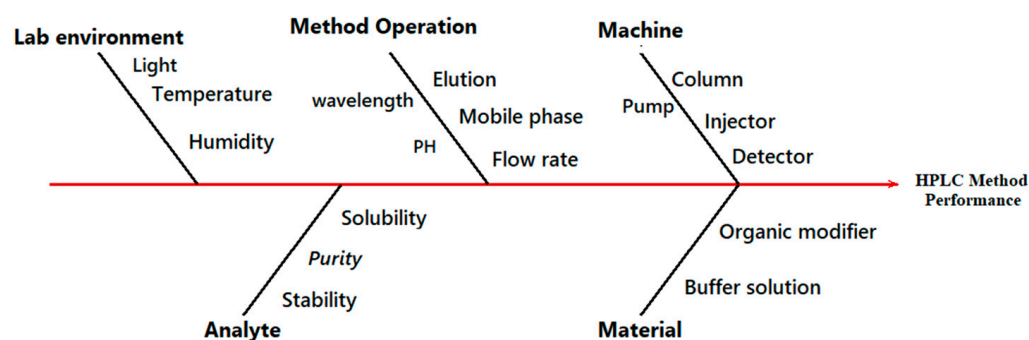 Lab environment
Light
Temperature
Humidity
Method Operation
Elution
wavelength
Mobile phase
PH
Flow rate
Machine
Column
Pump
Injector
Detector
HPLC Method
Performance
Solubility
Purity
Stability
Analyte
Organic modifier
Buffer solution
Material